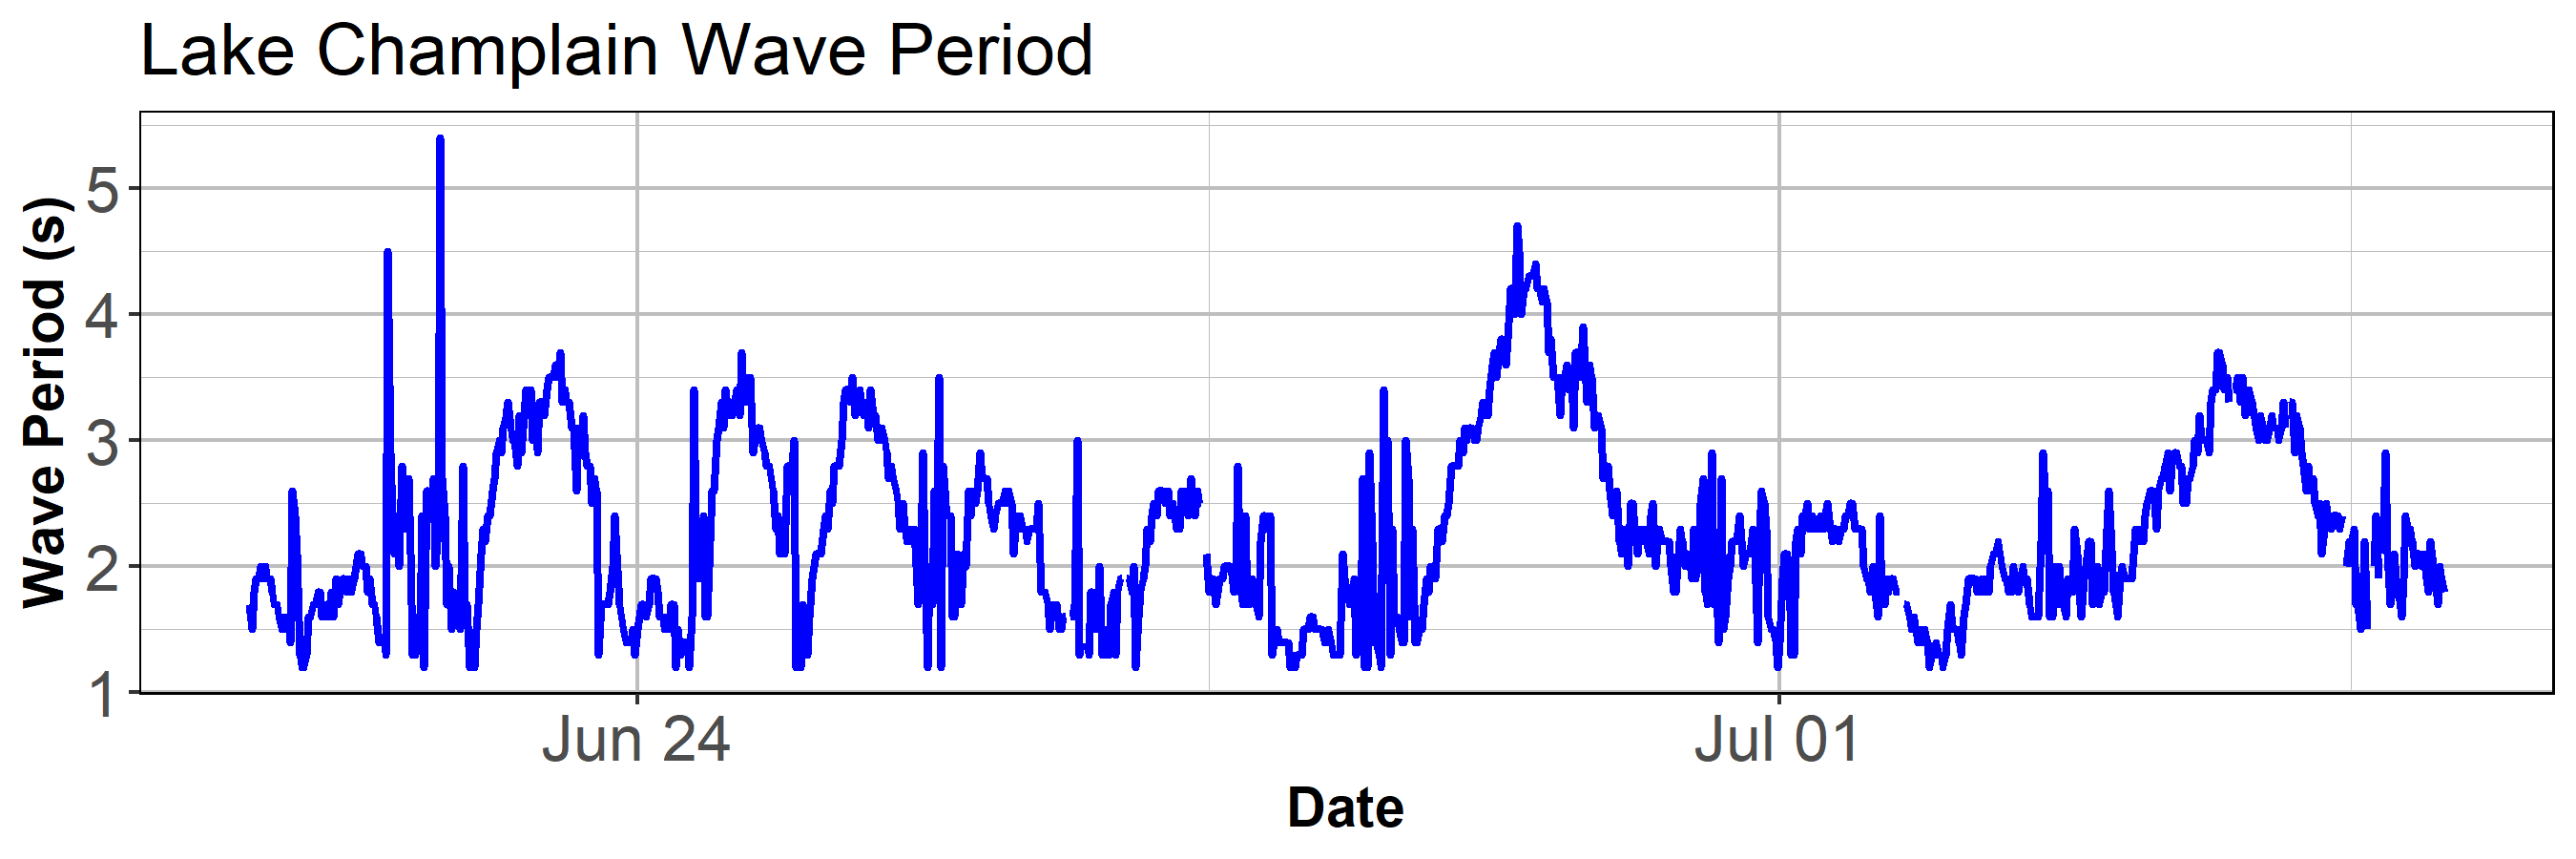 Lake Champlain Wave Period
Wave Period (s)
5
4
3
2
1
Jun 24
Jul 01
Date